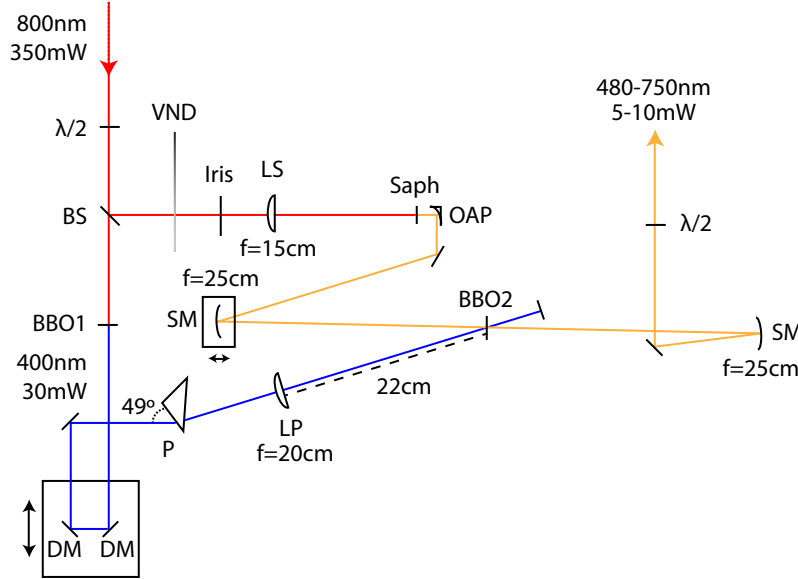 800nm
350mW
λ/2
VND
Iris
LS
BS
f=15cm
Saph
OAP
480-750nm
5-10mW
λ/2
f=25cm
SM
BBO1
BBO2
SM
f=25cm
400nm
30mW
22cm
49º
P
LP
f=20cm
DM
DM